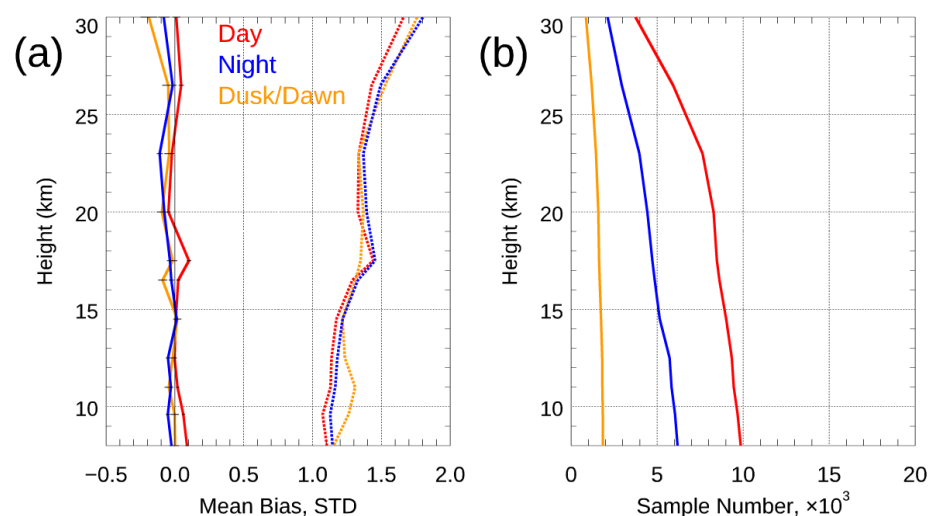 (a)
Day
Night
Dusk/Dawn
30
25
20
15
10
Height (km)
−0.5 0.0 0.5 1.0 1.5 2.0
Mean Bias, STD
(b)
30
25
20
15
10
Height (km)
0 5 10 15 20
Sample Number, ×10³